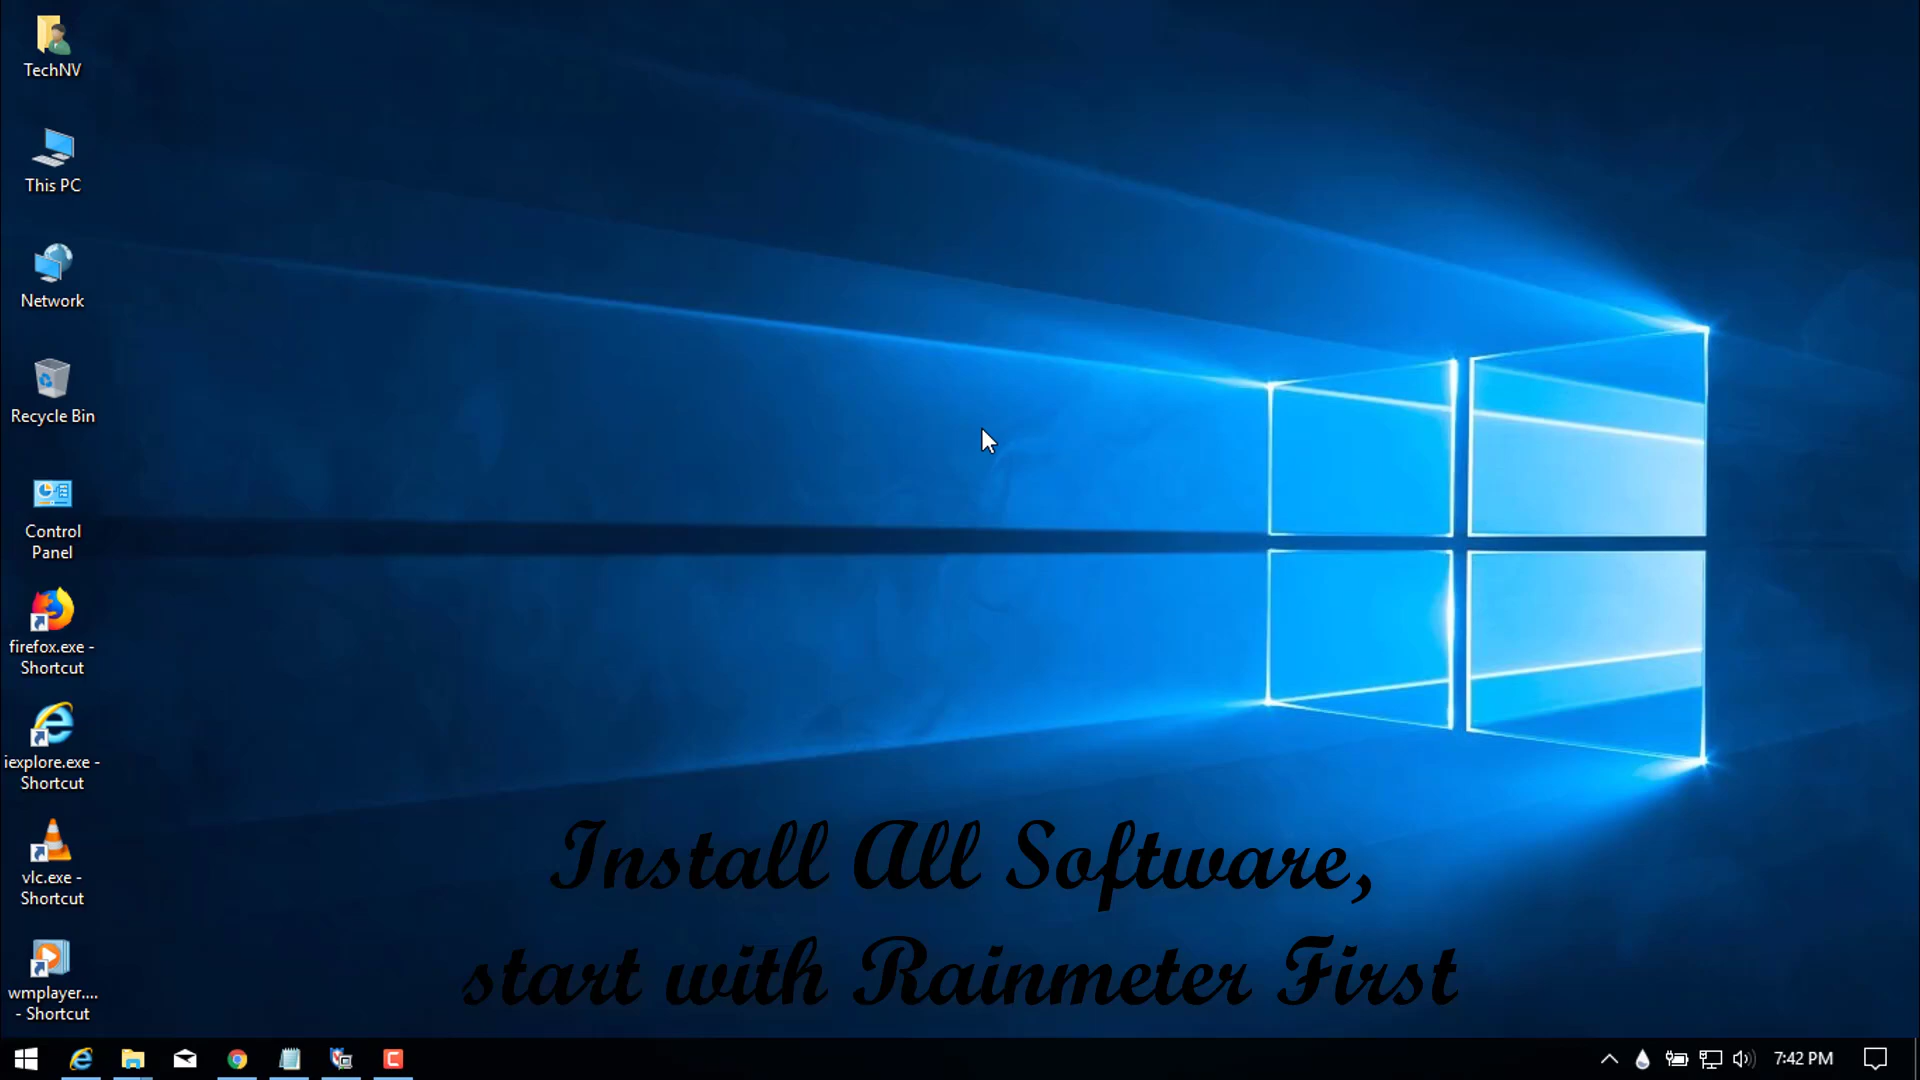 TechNV
This PC
Network
Recycle Bin
Control
Panel
firefox.exe -
Shortcut
iexplore.exe -
Shortcut
vlc.exe -
Shortcut
wmplayer....
- Shortcut
Install All Software,
start with Rainmeter First
7:42 PM